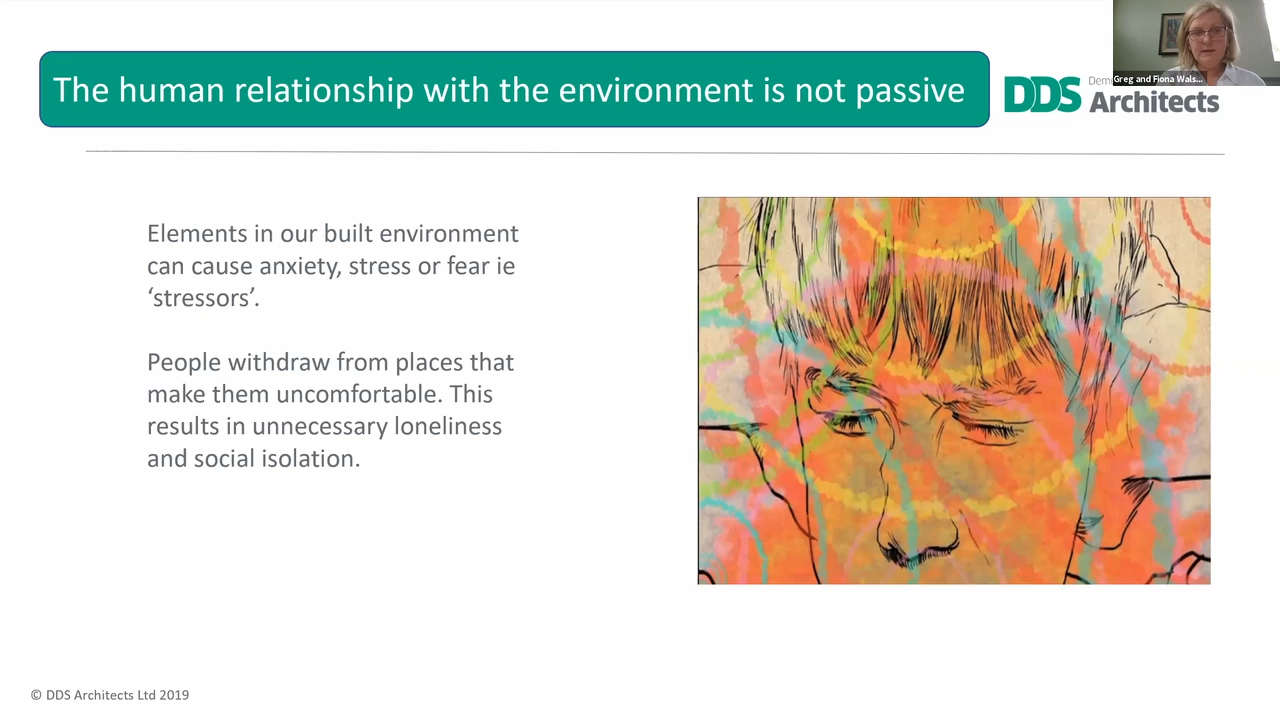 The human relationship with the environment is not passive
Greg and Fiona Wals...
DDS
Architects
Elements in our built environment
can cause anxiety, stress or fear ie
‘stressors’.
People withdraw from places that
make them uncomfortable. This
results in unnecessary loneliness
and social isolation.
© DDS Architects Ltd 2019